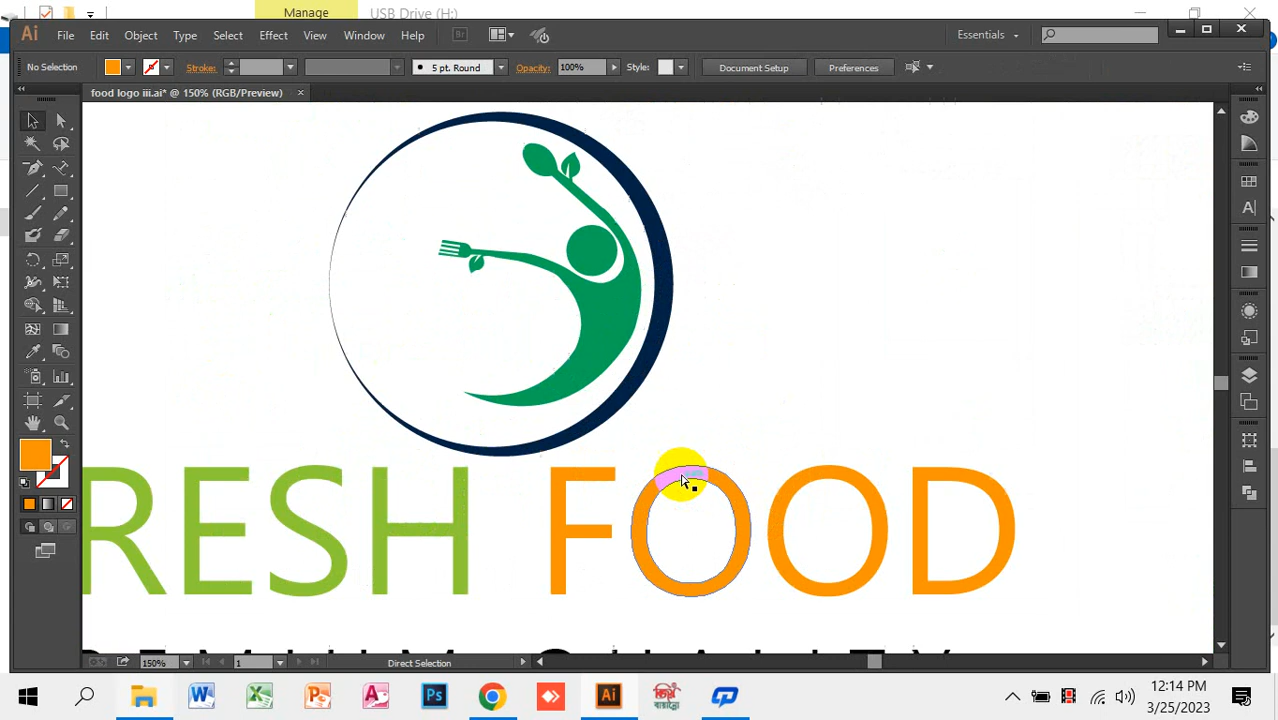 Manage
USB Drive (H:)
Ai File Edit Object Type Select Effect View Window Help Br Essentials
No Selection Stroke: 5 pt. Round Opacity: 100% Style: Document Setup Preferences
food logo iii.ai* @ 150% (RGB/Preview)
RESH FOOD
150% 1 Direct Selection
12:14 PM
3/25/2023